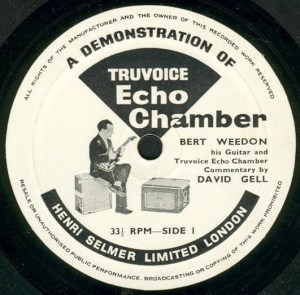 ALL RIGHTS OF THE MANUFACTURER AND THE OWNER OF THIS RECORDED WORK RESERVED
A DEMONSTRATION OF
TRUVOICE
Echo
Chamber
BERT WEEDON
his Guitar and
Truvoice Echo Chamber
Commentary by
DAVID GELL
33⅓ RPM—SIDE 1
HENRI SELMER LIMITED LONDON
RESALE OR UNAUTHORISED PUBLIC PERFORMANCE. BROADCASTING OR COPYING OF THIS WORK PROHIBITED